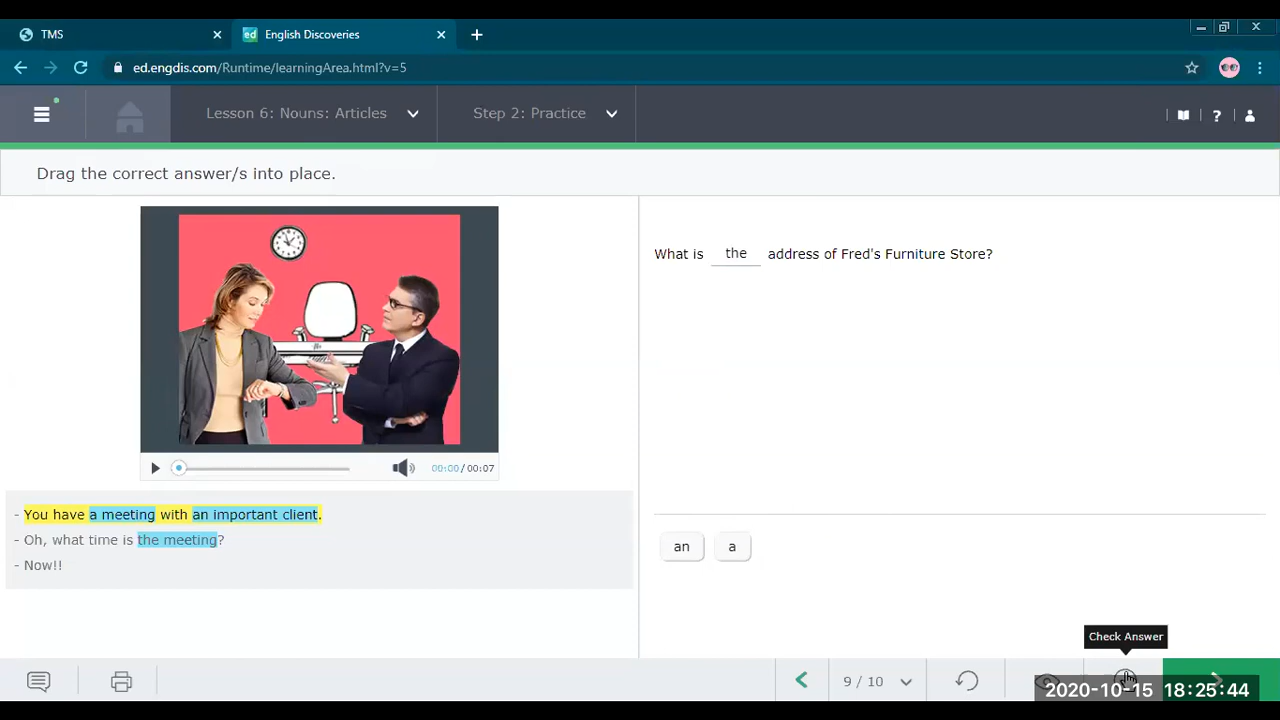 TMS
English Discoveries
ed.engdis.com/Runtime/learningArea.html?v=5
Lesson 6: Nouns: Articles
Step 2: Practice
?
Drag the correct answer/s into place.
What is the address of Fred's Furniture Store?
00:00/00:07
- You have a meeting with an important client.
- Oh, what time is the meeting?
- Now!!
an a
Check Answer
9 / 10
2020-10-15 18:25:44